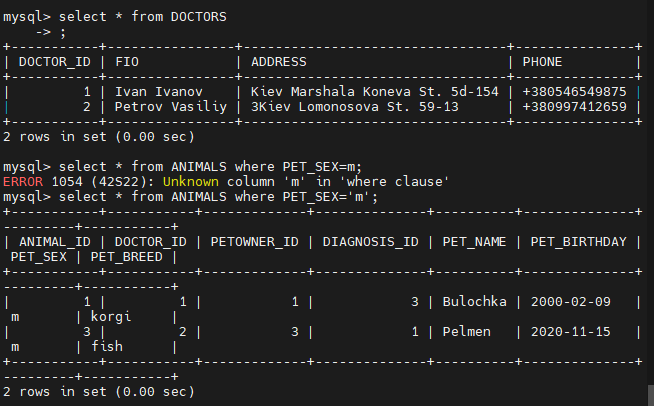 mysql> select * from DOCTORS
    -> ;
+-----------+----------------+--------------------------------+---------------+
| DOCTOR_ID | FIO            | ADDRESS                        | PHONE         |
+-----------+----------------+--------------------------------+---------------+
|         1 | Ivan Ivanov    | Kiev Marshala Koneva St. 5d-154 | +380546549875 |
|         2 | Petrov Vasiliy | 3Kiev Lomonosova St. 59-13     | +380997412659 |
+-----------+----------------+--------------------------------+---------------+
2 rows in set (0.00 sec)

mysql> select * from ANIMALS where PET_SEX=m;
ERROR 1054 (42S22): Unknown column 'm' in 'where clause'
mysql> select * from ANIMALS where PET_SEX='m';
+-----------+-----------+-------------+--------------+----------+--------------
---------+-----------+
| ANIMAL_ID | DOCTOR_ID | PETOWNER_ID | DIAGNOSIS_ID | PET_NAME | PET_BIRTHDAY |
 PET_SEX | PET_BREED |
+-----------+-----------+-------------+--------------+----------+--------------
---------+-----------+
|         1 |         1 |           1 |            3 | Bulochka | 2000-02-09   |
 m       | korgi     |
|         3 |         2 |           3 |            1 | Pelmen   | 2020-11-15   |
 m       | fish      |
+-----------+-----------+-------------+--------------+----------+--------------
---------+-----------+
2 rows in set (0.00 sec)